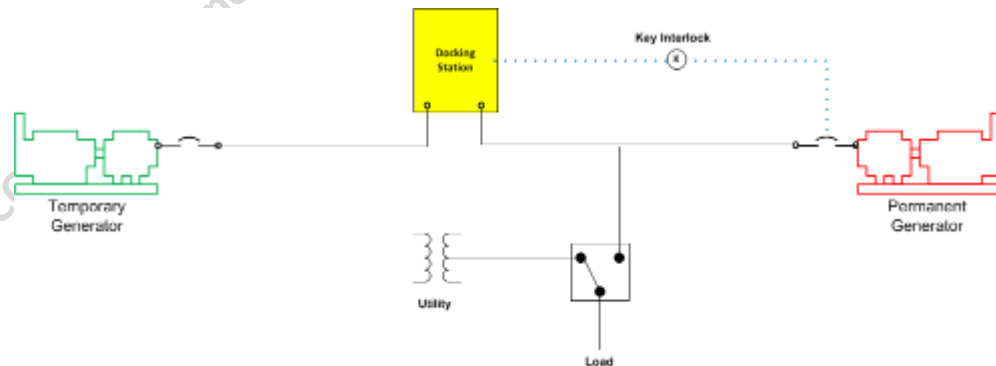 Docking
Station
Key Interlock
K
Temporary
Generator
Permanent
Generator
Utility
Load